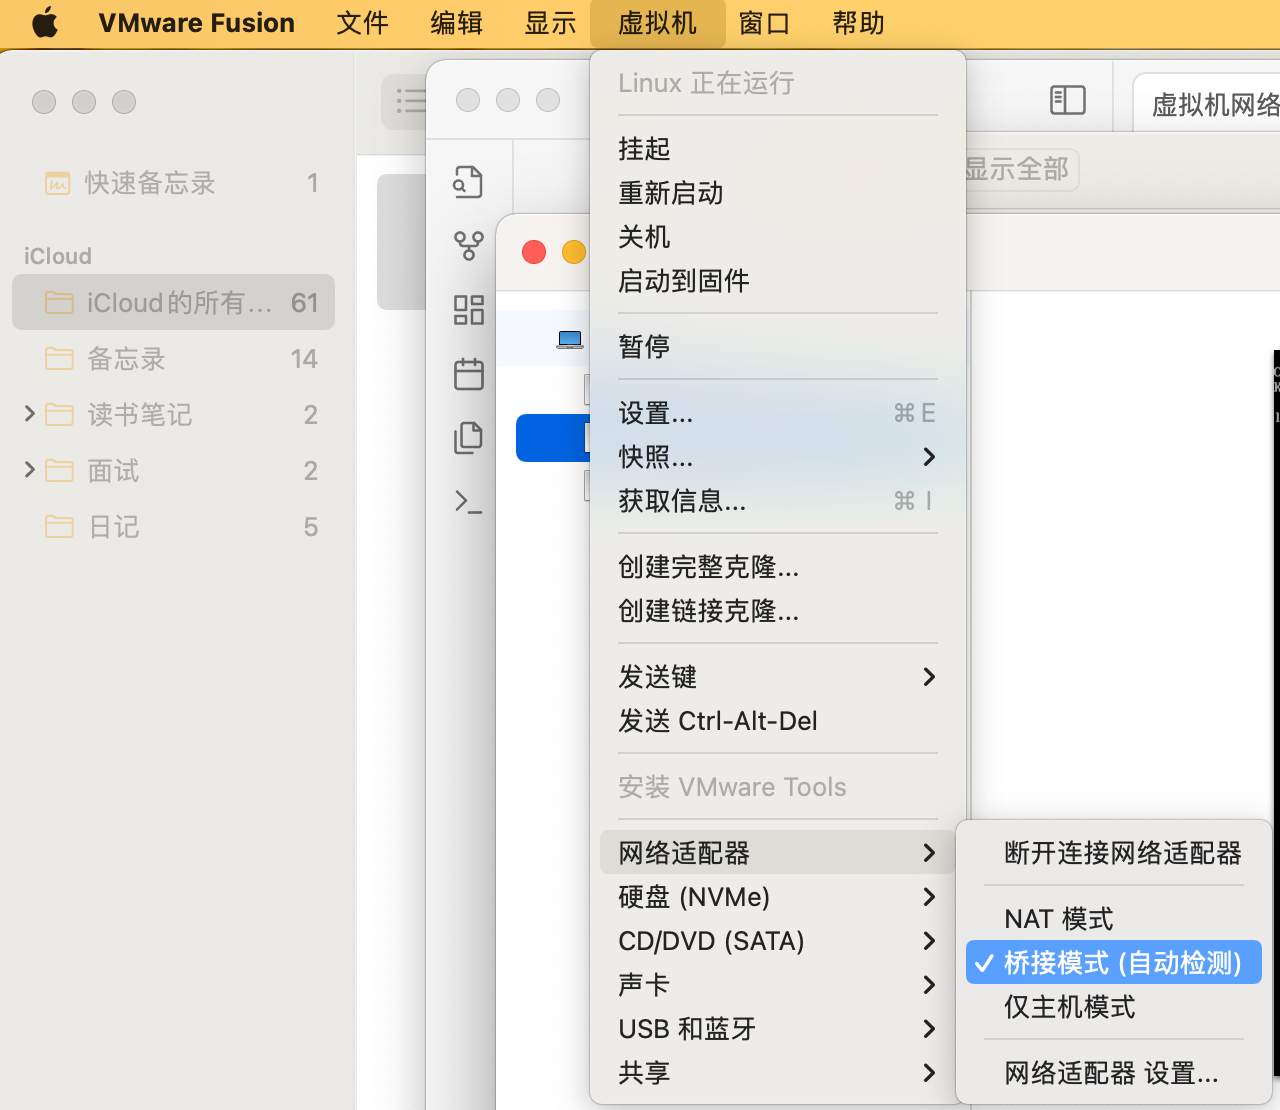 VMware Fusion 文件 编辑 显示 虚拟机 窗口 帮助
快速备忘录 1
iCloud
iCloud的所有... 61
备忘录 14
读书笔记 2
面试 2
日记 5
虚拟机网络
显示全部
Linux 正在运行
挂起
重新启动
关机
启动到固件
暂停
设置... ⌘E
快照...
获取信息... ⌘I
创建完整克隆...
创建链接克隆...
发送键
发送 Ctrl-Alt-Del
安装 VMware Tools
网络适配器
硬盘 (NVMe)
CD/DVD (SATA)
声卡
USB 和蓝牙
共享
断开连接网络适配器
NAT 模式
✓ 桥接模式 (自动检测)
仅主机模式
网络适配器 设置...